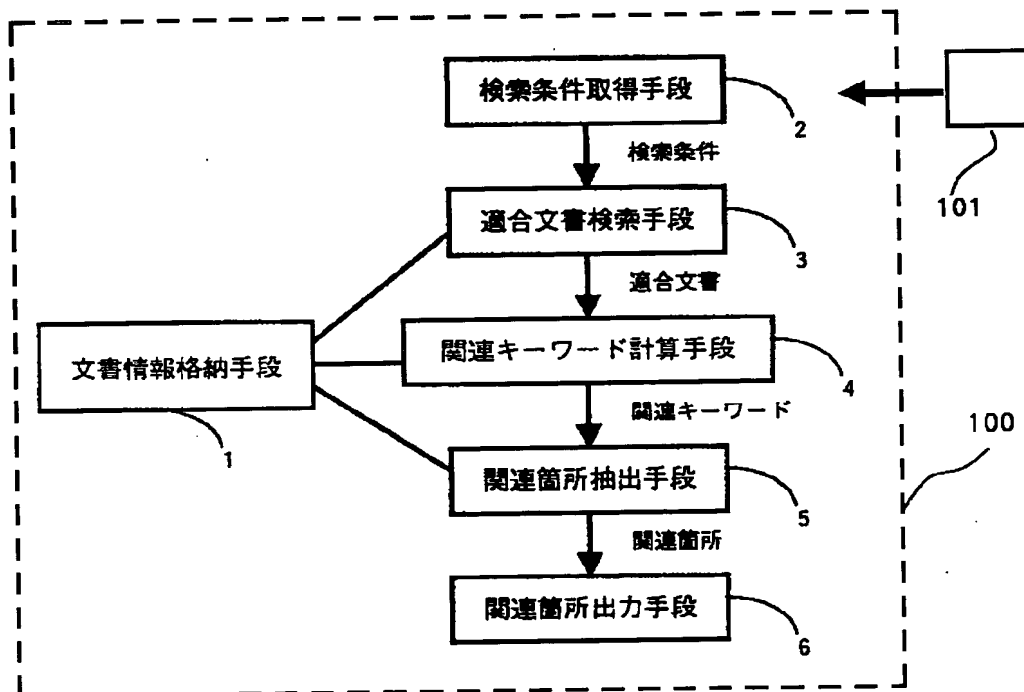 検索条件取得手段
2
検索条件
101
適合文書検索手段
3
適合文書
文書情報格納手段
1
関連キーワード計算手段
4
関連キーワード
100
関連箇所抽出手段
5
関連箇所
関連箇所出力手段
6